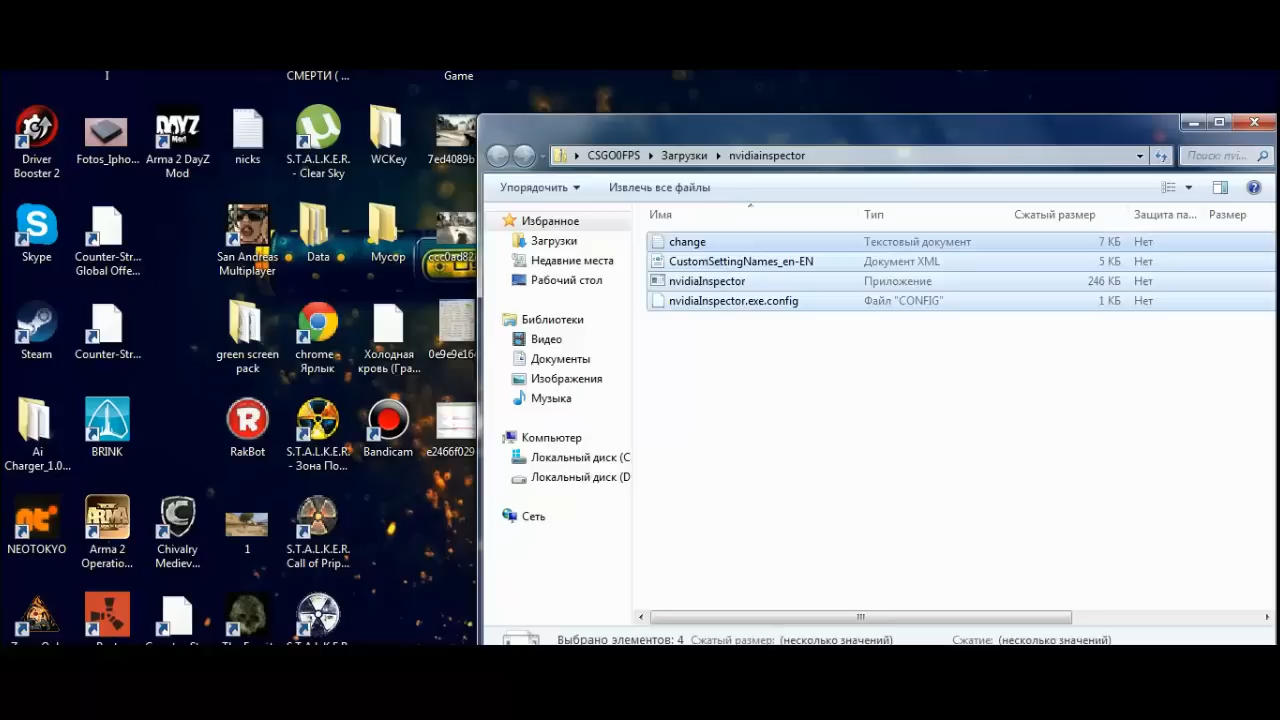 I
СМЕРТИ ( ...
Game
Driver
Booster 2
Fotos_Ipho...
Arma 2 DayZ
Mod
nicks
S.T.A.L.K.E.R.
- Clear Sky
WCKey
7ed4089b
Skype
Counter-Str...
Global Offe...
San Andreas
Multiplayer
Data
Мусор
ccc0ad82
Steam
Counter-Str...
green screen
pack
chrome -
Ярлык
Холодная
кровь (Гра...
0e9e9e16
Ai
Charger_1.0...
BRINK
RakBot
S.T.A.L.K.E.R.
- Зона По...
Bandicam
e2466f029
NEOTOKYO
Arma 2
Operatio...
Chivalry
Mediev...
1
S.T.A.L.K.E.R.
Call of Prip...
CSGO0FPS
Загрузки
nvidiainspector
Поиск: nvi...
Упорядочить
Извлечь все файлы
Избранное
Загрузки
Недавние места
Рабочий стол
Библиотеки
Видео
Документы
Изображения
Музыка
Компьютер
Локальный диск (C
Локальный диск (D
Сеть
Имя Тип Сжатый размер Защита па... Размер
change Текстовый документ 7 КБ Нет
CustomSettingNames_en-EN Документ XML 5 КБ Нет
nvidiaInspector Приложение 246 КБ Нет
nvidiaInspector.exe.config Файл "CONFIG" 1 КБ Нет
Выбрано элементов: 4 Сжатый размер: (несколько значений) Сжатие: (несколько значений)